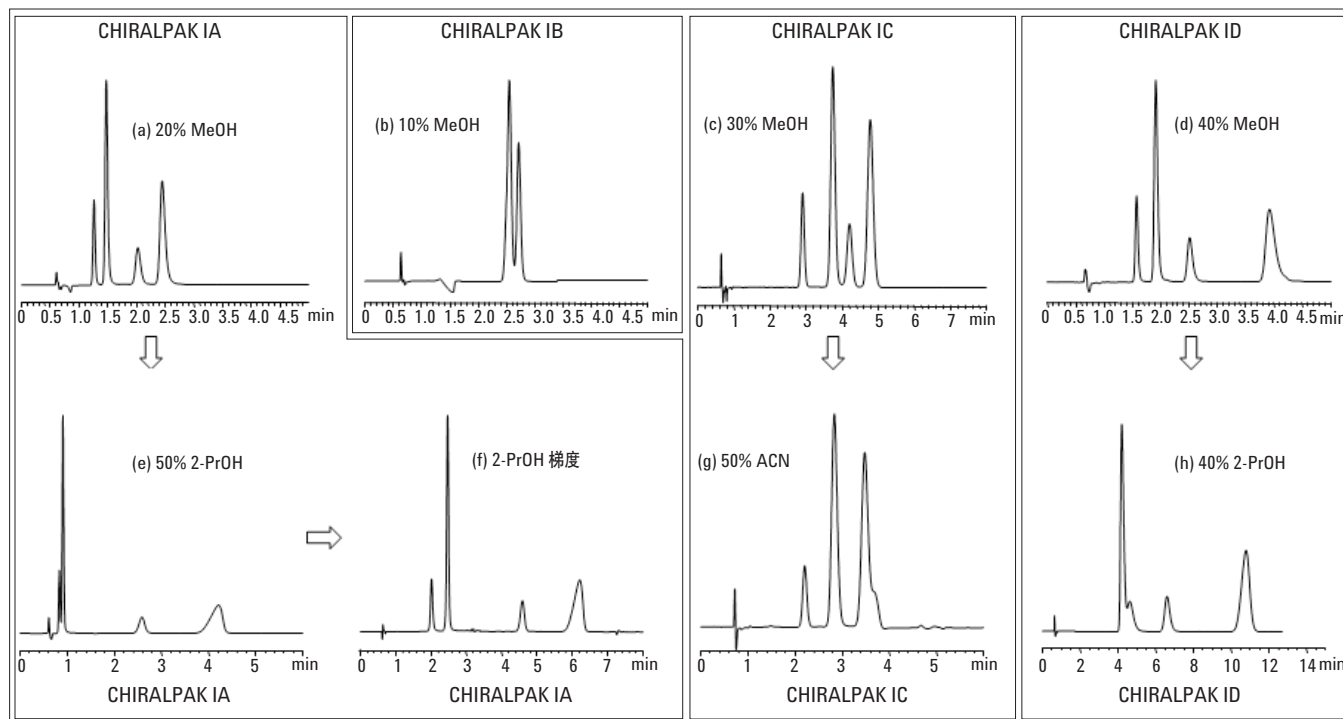 CHIRALPAK IA
CHIRALPAK IB
CHIRALPAK IC
CHIRALPAK ID
(a) 20% MeOH
(b) 10% MeOH
(c) 30% MeOH
(d) 40% MeOH
0 0.5 1.0 1.5 2.0 2.5 3.0 3.5 4.0 4.5 min
0 0.5 1.0 1.5 2.0 2.5 3.0 3.5 4.0 4.5 min
0 1 2 3 4 5 6 7 min
0 0.5 1.0 1.5 2.0 2.5 3.0 3.5 4.0 4.5 min
(e) 50% 2-PrOH
(f) 2-PrOH 梯度
(g) 50% ACN
(h) 40% 2-PrOH
0 1 2 3 4 5 min
0 1 2 3 4 5 6 7 min
0 1 2 3 4 5 min
0 2 4 6 8 10 12 14 min
CHIRALPAK IA
CHIRALPAK IA
CHIRALPAK IC
CHIRALPAK ID